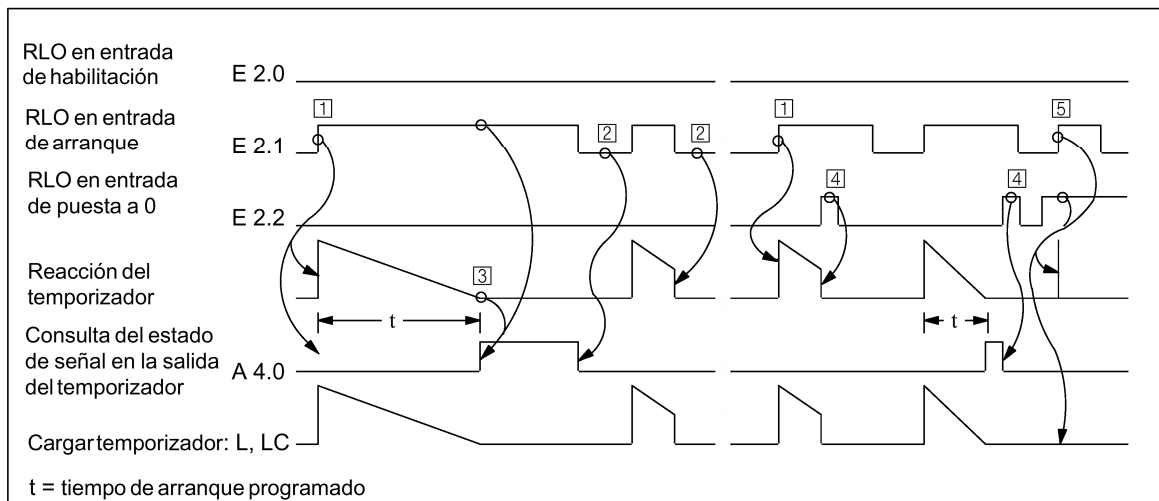 RLO en entrada
de habilitación
E 2.0
RLO en entrada
de arranque
E 2.1
1
2
2
1
5
RLO en entrada
de puesta a 0
E 2.2
4
4
Reacción del
temporizador
3
t
t
Consulta del estado
de señal en la salida
del temporizador
A 4.0
Cargar temporizador: L, LC
t = tiempo de arranque programado